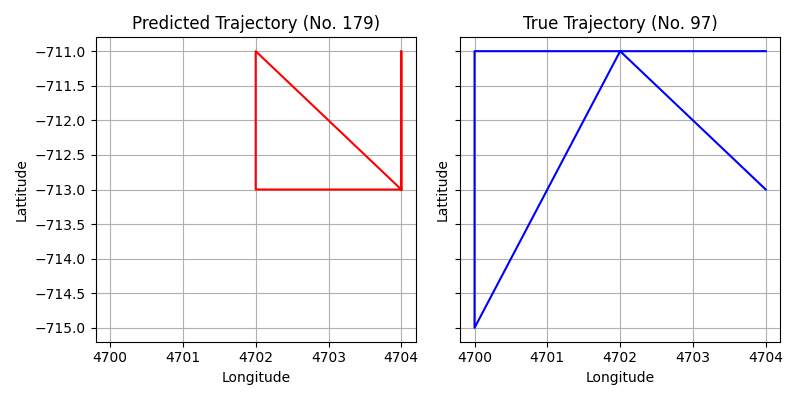 Predicted Trajectory (No. 179)
True Trajectory (No. 97)
−711.0
−711.5
−712.0
−712.5
−713.0
−713.5
−714.0
−714.5
−715.0
Lattitude
Lattitude
4700 4701 4702 4703 4704
4700 4701 4702 4703 4704
Longitude
Longitude